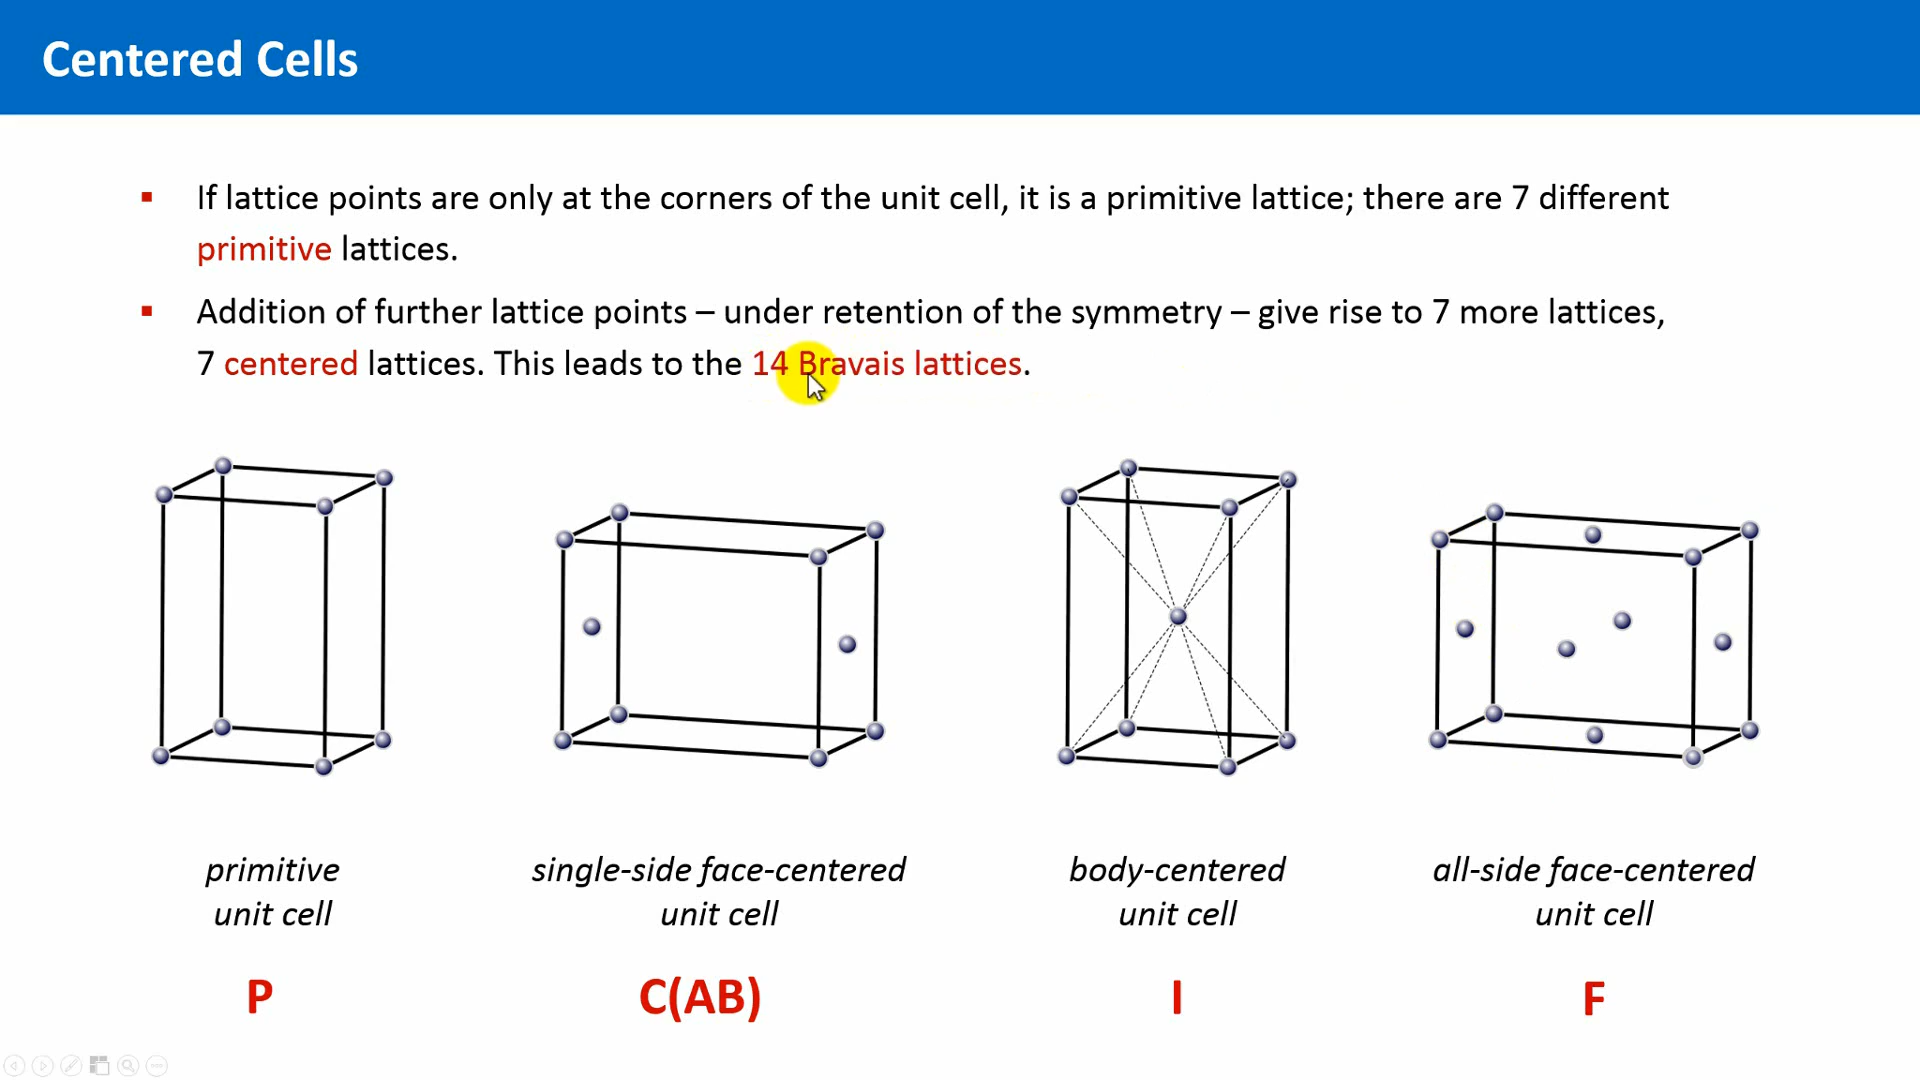 Centered Cells
▪ If lattice points are only at the corners of the unit cell, it is a primitive lattice; there are 7 different
primitive lattices.
▪ Addition of further lattice points – under retention of the symmetry – give rise to 7 more lattices,
7 centered lattices. This leads to the 14 Bravais lattices.
primitive
unit cell
single-side face-centered
unit cell
body-centered
unit cell
all-side face-centered
unit cell
P
C(AB)
I
F